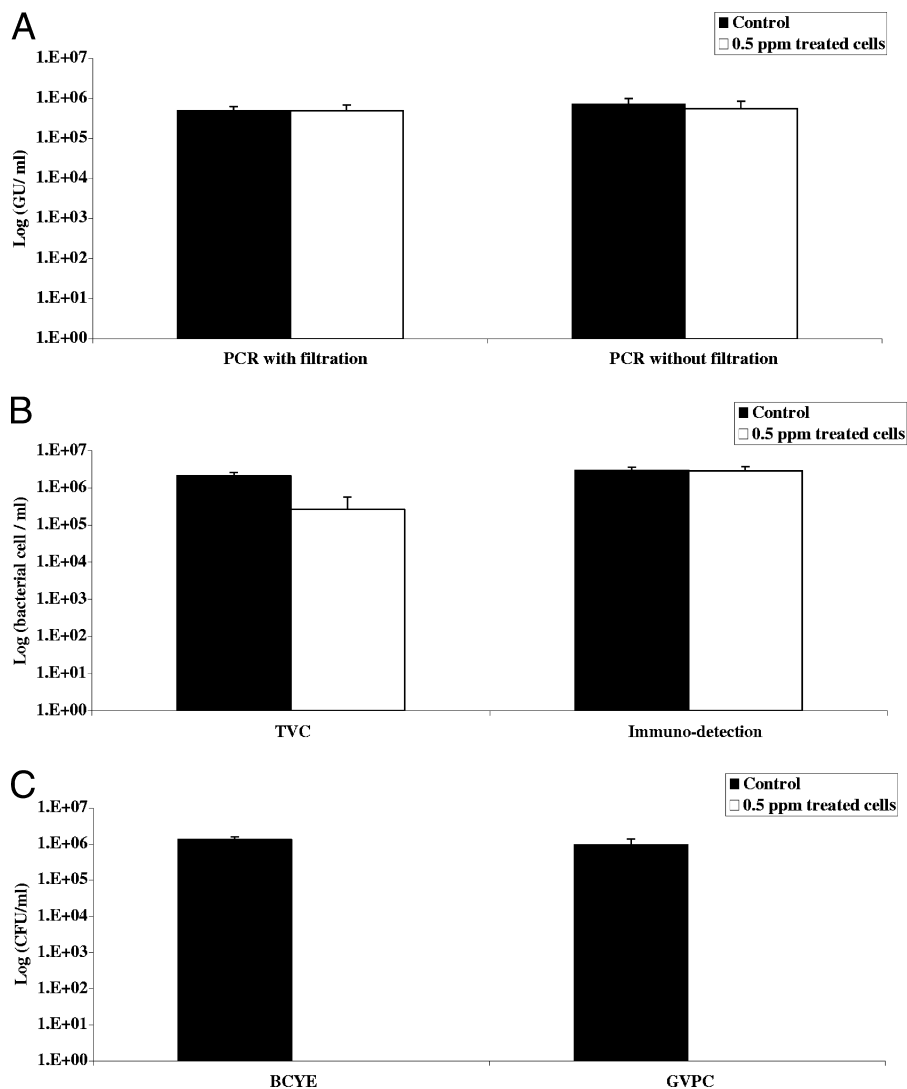 A
Control
0.5 ppm treated cells
Log (GU/ ml)
1.E+07
1.E+06
1.E+05
1.E+04
1.E+03
1.E+02
1.E+01
1.E+00
PCR with filtration
PCR without filtration
B
Control
0.5 ppm treated cells
Log (bacterial cell / ml)
1.E+07
1.E+06
1.E+05
1.E+04
1.E+03
1.E+02
1.E+01
1.E+00
TVC
Immuno-detection
C
Control
0.5 ppm treated cells
Log (CFU/ml)
1.E+07
1.E+06
1.E+05
1.E+04
1.E+03
1.E+02
1.E+01
1.E+00
BCYE
GVPC